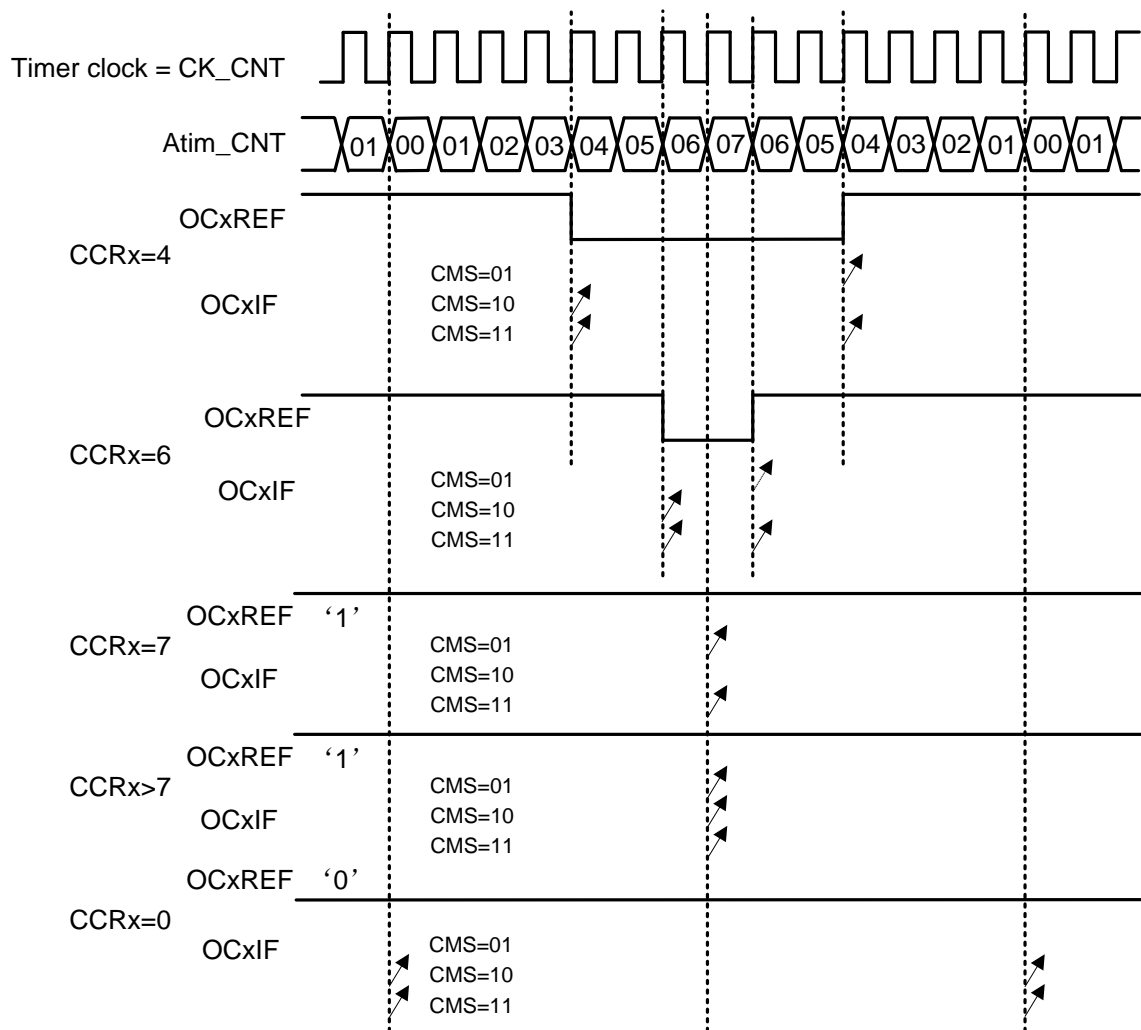 Timer clock = CK_CNT
Atim_CNT
01 00 01 02 03 04 05 06 07 06 05 04 03 02 01 00 01
OCxREF
CCRx=4
OCxIF
CMS=01
CMS=10
CMS=11
OCxREF
CCRx=6
OCxIF
CMS=01
CMS=10
CMS=11
OCxREF ‘1’
CCRx=7
OCxIF
CMS=01
CMS=10
CMS=11
OCxREF ‘1’
CCRx>7
OCxIF
CMS=01
CMS=10
CMS=11
OCxREF ‘0’
CCRx=0
OCxIF
CMS=01
CMS=10
CMS=11